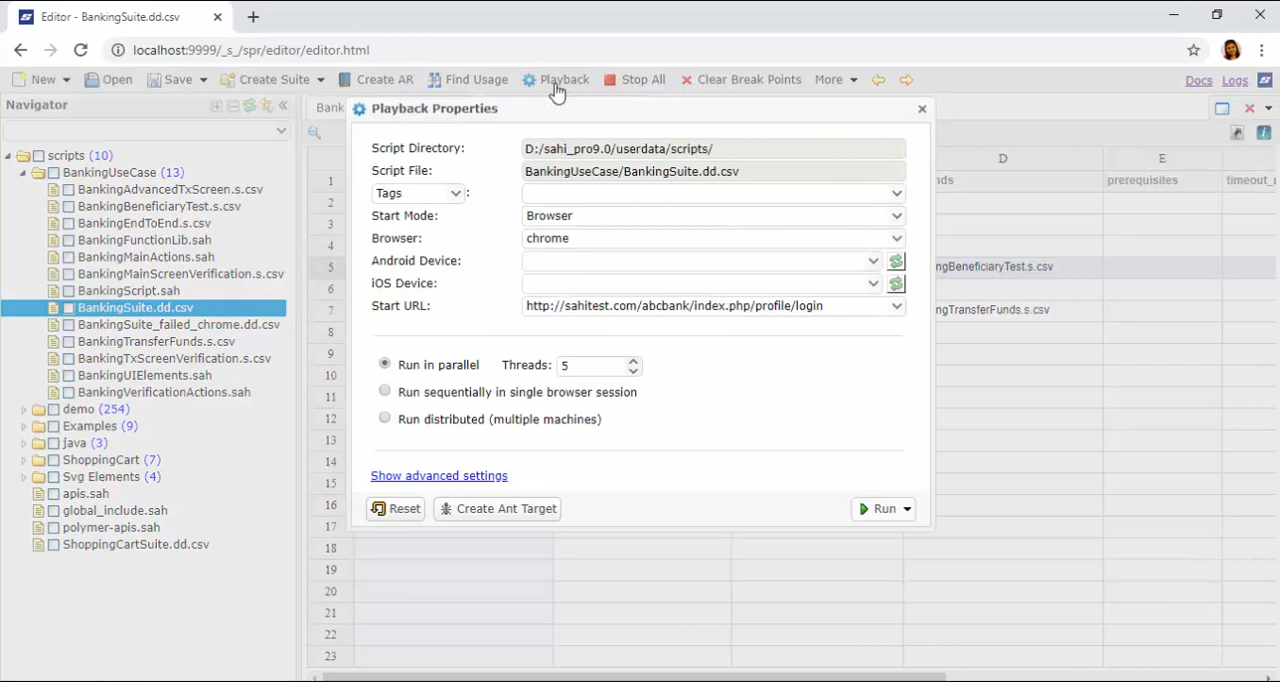 Editor - BankingSuite.dd.csv
localhost:9999/_s_/spr/editor/editor.html
New Open Save Create Suite Create AR Find Usage Playback Stop All Clear Break Points More Docs Logs
Navigator
Bank
Playback Properties
scripts (10)
BankingUseCase (13)
BankingAdvancedTxScreen.s.csv
BankingBeneficiaryTest.s.csv
BankingEndToEnd.s.csv
BankingFunctionLib.sah
BankingMainActions.sah
BankingMainScreenVerification.s.csv
BankingScript.sah
BankingSuite.dd.csv
BankingSuite_failed_chrome.dd.csv
BankingTransferFunds.s.csv
BankingTxScreenVerification.s.csv
BankingUIElements.sah
BankingVerificationActions.sah
demo (254)
Examples (9)
java (3)
ShoppingCart (7)
Svg Elements (4)
apis.sah
global_include.sah
polymer-apis.sah
ShoppingCartSuite.dd.csv
Script Directory: D:/sahi_pro9.0/userdata/scripts/
Script File: BankingUseCase/BankingSuite.dd.csv
Tags :
Start Mode: Browser
Browser: chrome
Android Device:
iOS Device:
Start URL: http://sahitest.com/abcbank/index.php/profile/login
Run in parallel Threads: 5
Run sequentially in single browser session
Run distributed (multiple machines)
Show advanced settings
Reset Create Ant Target Run
D E
1 nds prerequisites timeout_
2
3
4
5 ngBeneficiaryTest.s.csv
6
7 ngTransferFunds.s.csv
8
9
10
11
12
13
14
15
16
17
18
19
20
21
22
23